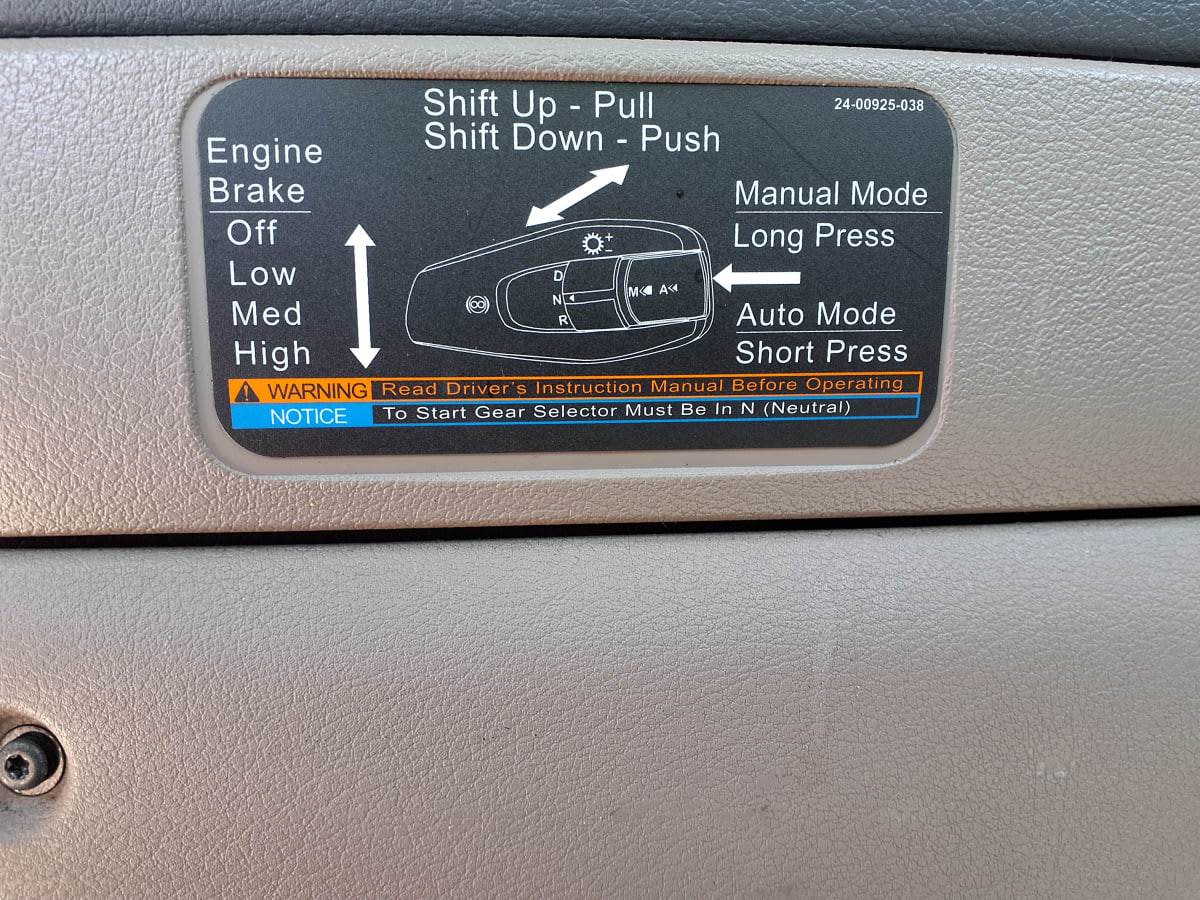 Shift Up - Pull
Shift Down - Push
24-00925-038
Engine
Brake
Off
Low
Med
High
Manual Mode
Long Press
Auto Mode
Short Press
+
−
D
N
R
M
A
WARNING Read Driver's Instruction Manual Before Operating
NOTICE To Start Gear Selector Must Be In N (Neutral)